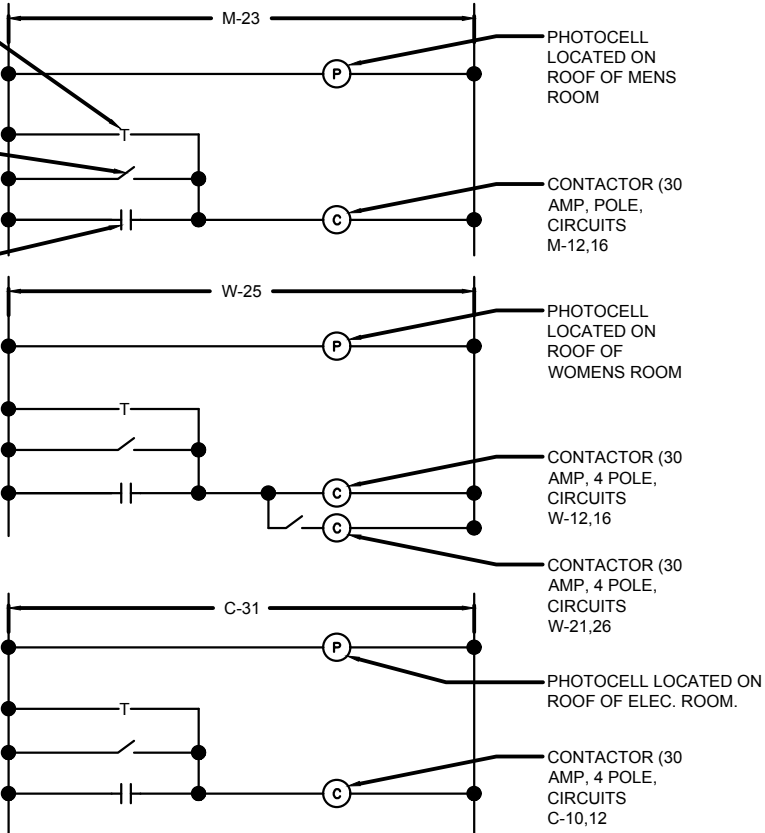 M-23
P
PHOTOCELL
LOCATED ON
ROOF OF MENS
ROOM
T
C
CONTACTOR (30
AMP, POLE,
CIRCUITS
M-12,16
W-25
P
PHOTOCELL
LOCATED ON
ROOF OF
WOMENS ROOM
T
C
CONTACTOR (30
AMP, 4 POLE,
CIRCUITS
W-12,16
C
CONTACTOR (30
AMP, 4 POLE,
CIRCUITS
W-21,26
C-31
P
PHOTOCELL LOCATED ON
ROOF OF ELEC. ROOM.
T
C
CONTACTOR (30
AMP, 4 POLE,
CIRCUITS
C-10,12